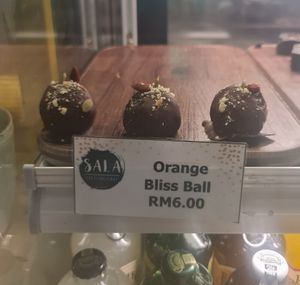 SALA
Orange
Bliss Ball
RM6.00